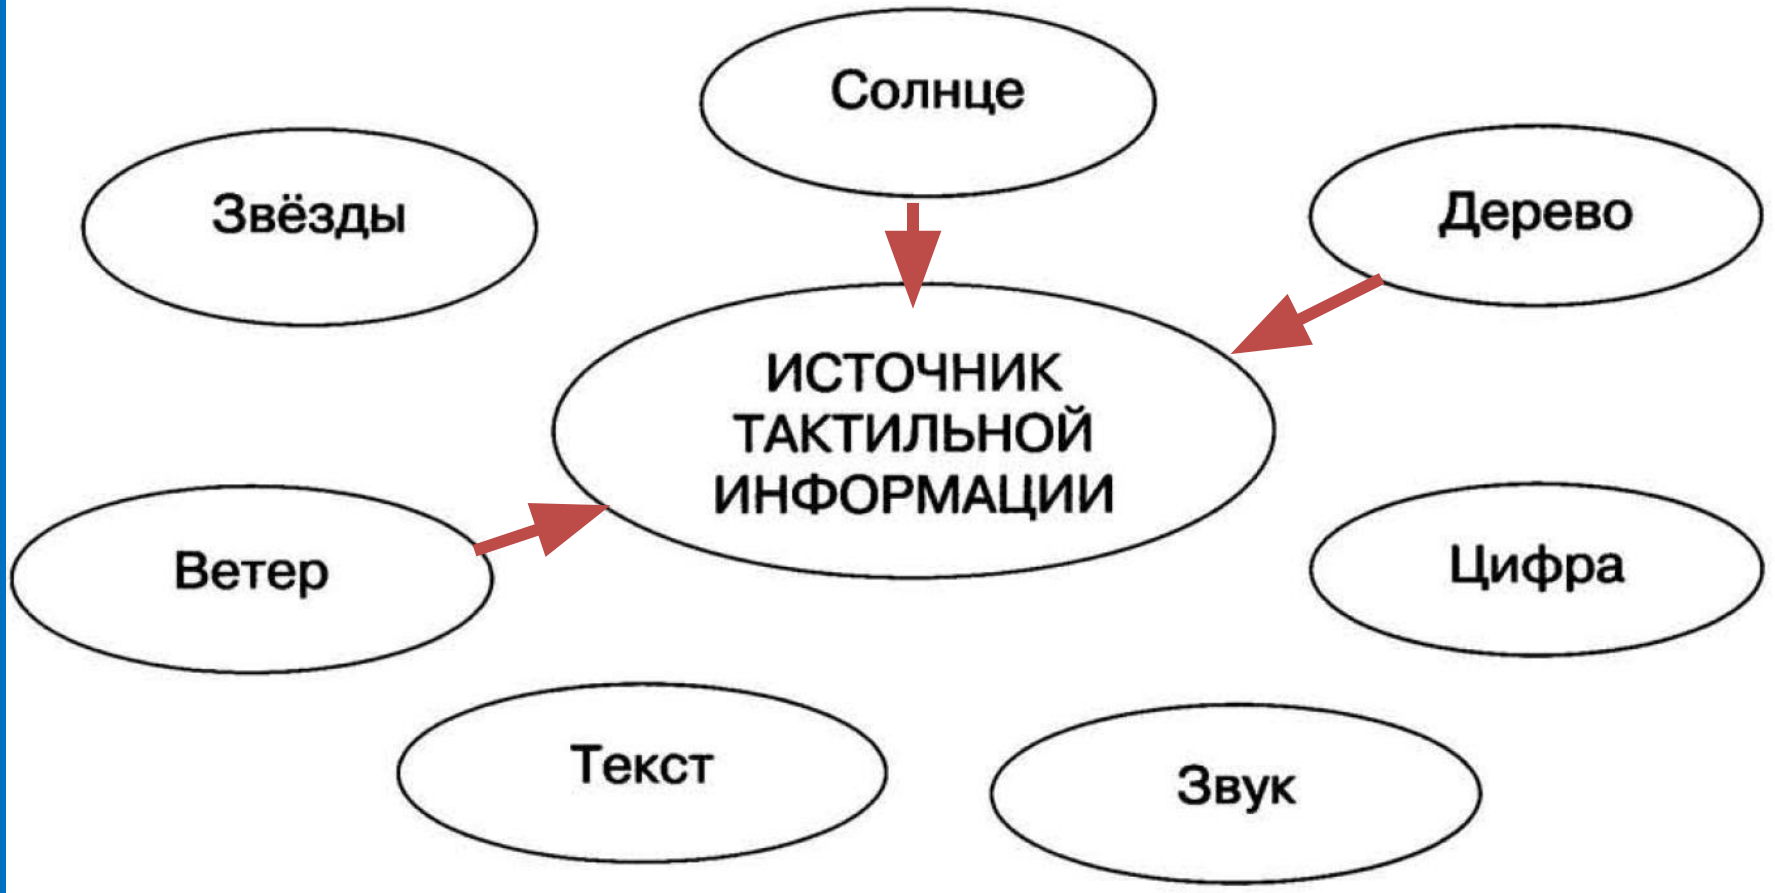 Солнце
Звёзды
Дерево
ИСТОЧНИК
ТАКТИЛЬНОЙ
ИНФОРМАЦИИ
Ветер
Цифра
Текст
Звук